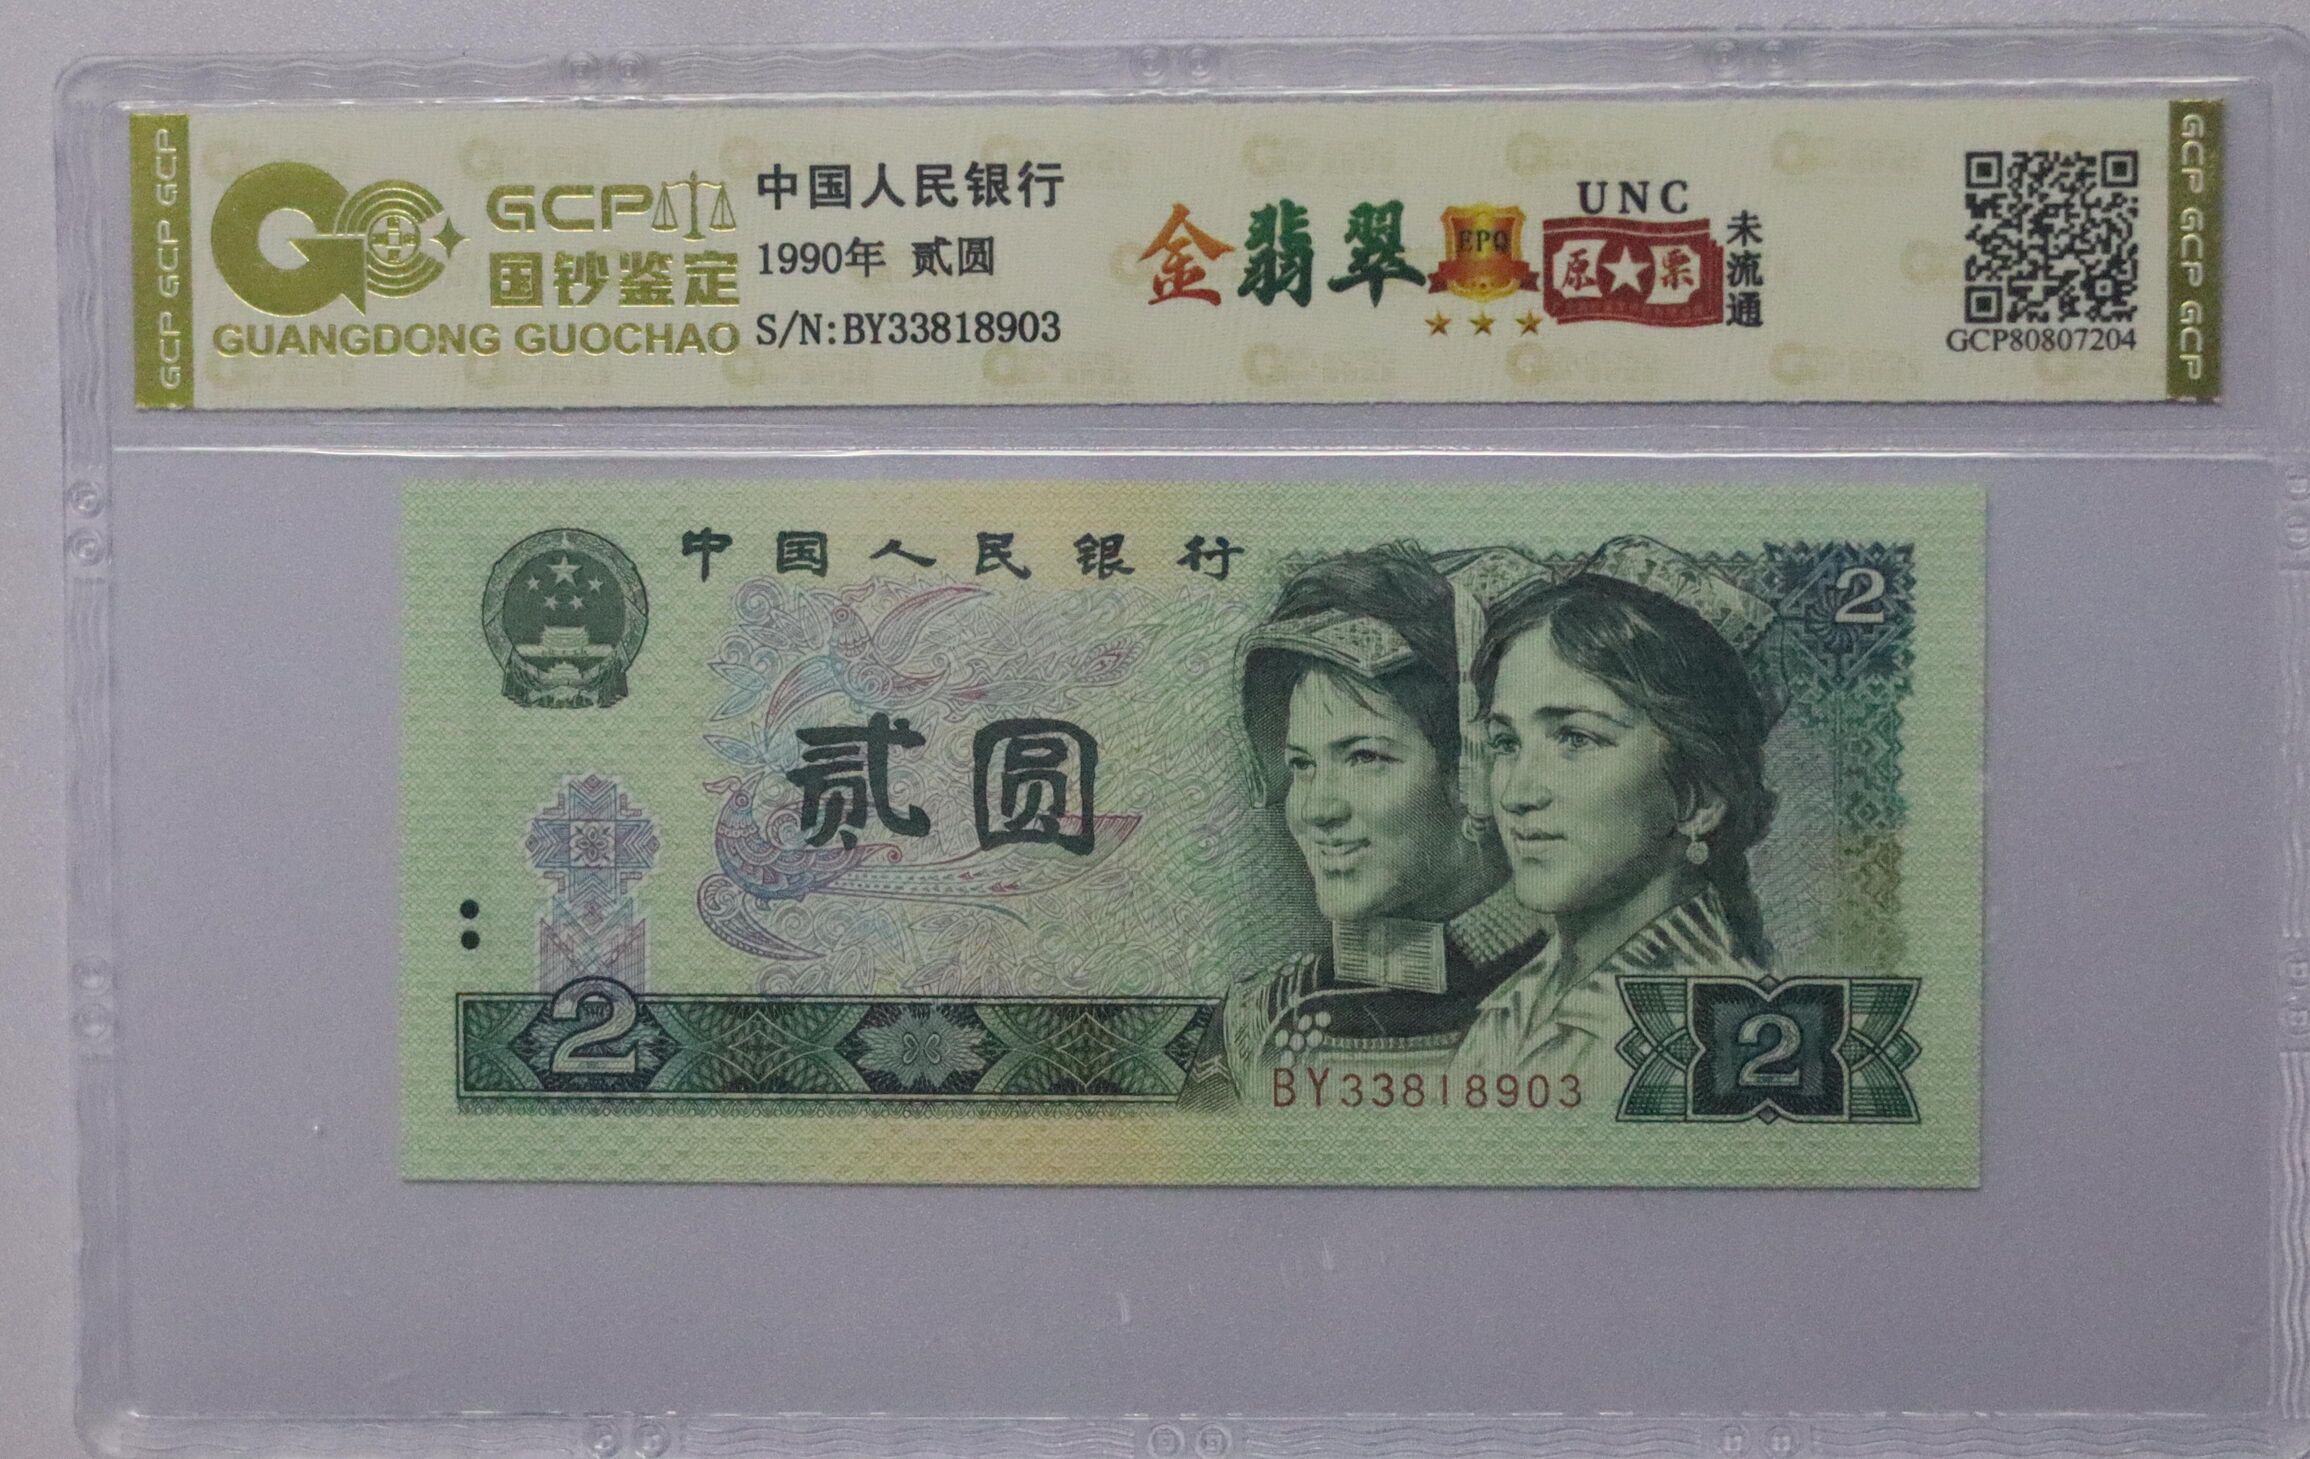 GCP GCP GCP
GCP
国钞鉴定
GUANGDONG GUOCHAO
中国人民银行
1990年 贰圆
S/N:BY33818903
金翡翠
EPQ
UNC
原★票
未流通
GCP80807204
GCP GCP GCP
中国人民银行
2
贰圆
2
BY33818903
2